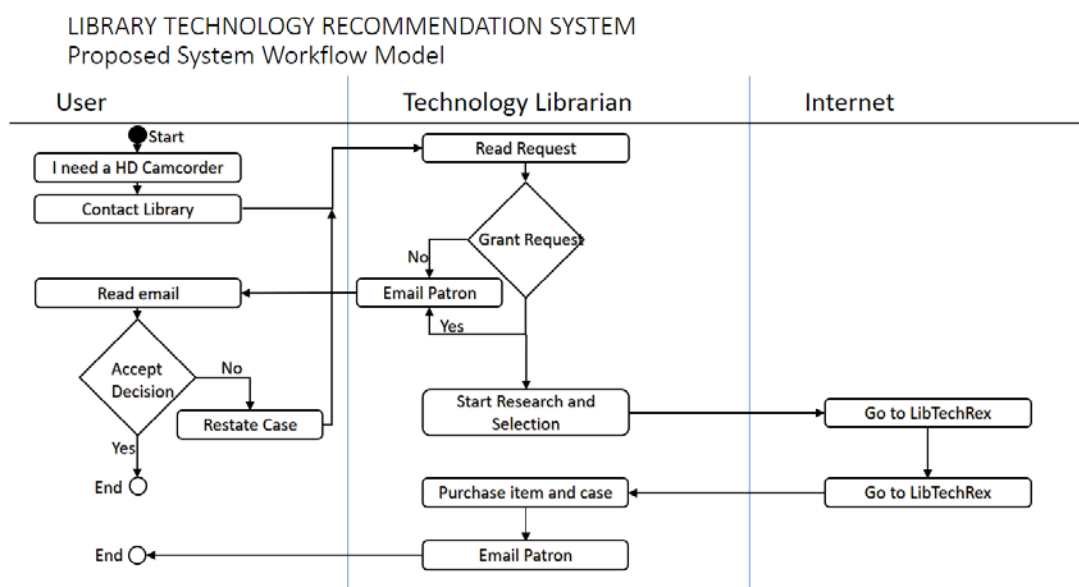 LIBRARY TECHNOLOGY RECOMMENDATION SYSTEM
Proposed System Workflow Model
User
Technology Librarian
Internet
Start
I need a HD Camcorder
Contact Library
Read Request
Grant Request
No
Email Patron
Yes
Read email
Accept
Decision
No
Restate Case
Yes
End
Start Research and
Selection
Go to LibTechRex
Go to LibTechRex
Purchase item and case
Email Patron
End